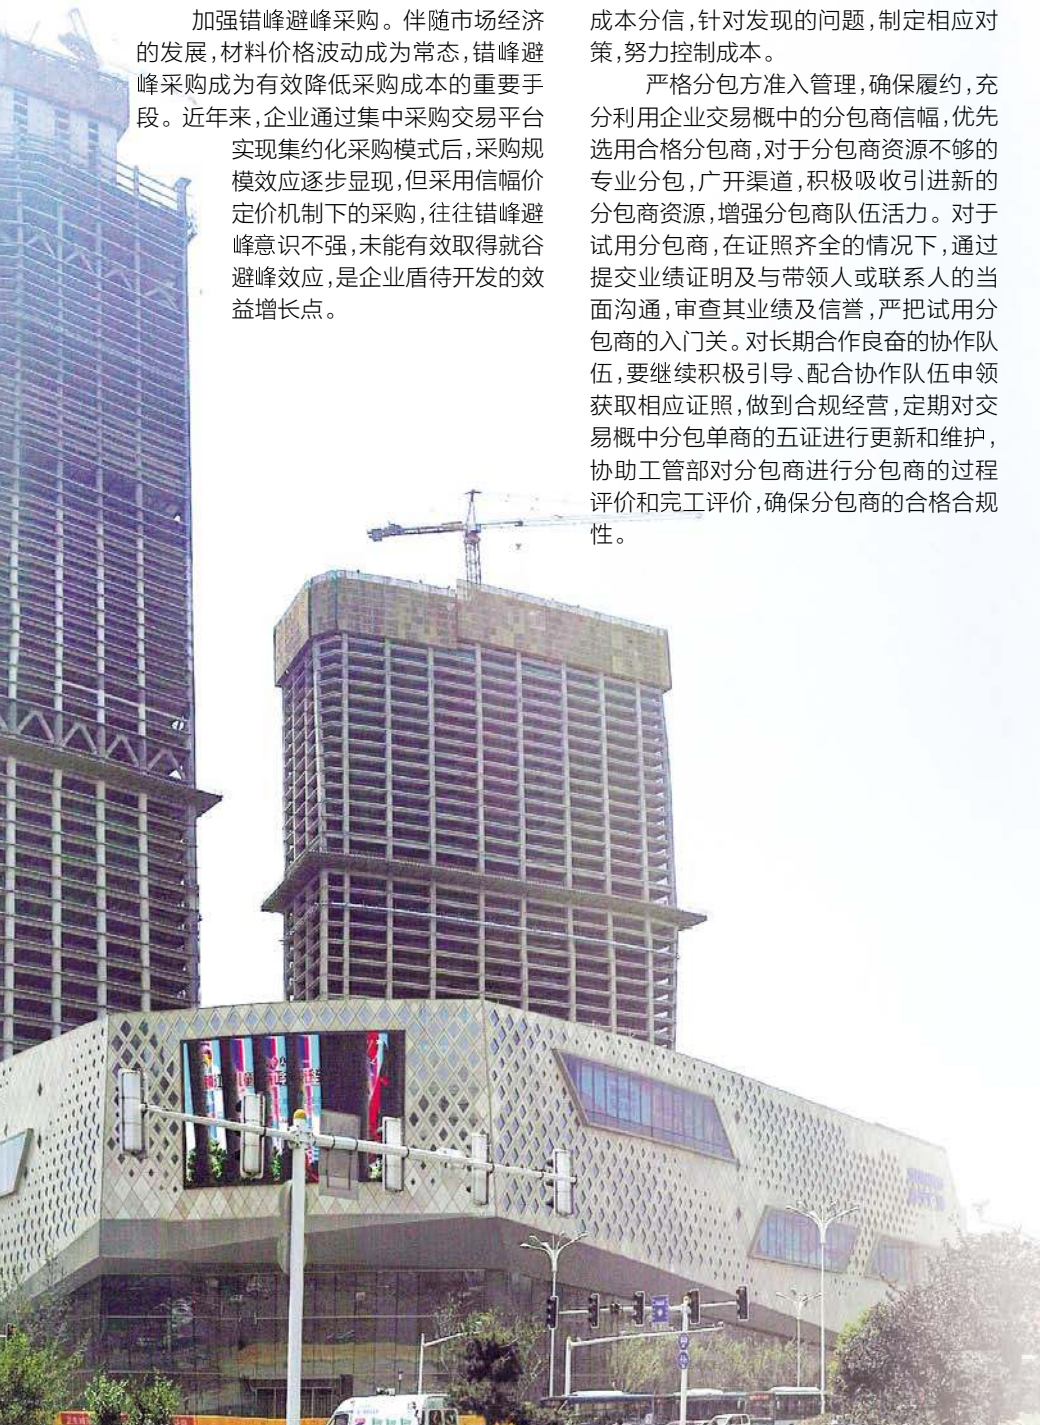 加强错峰避峰采购。伴随市场经济
的发展,材料价格波动成为常态,错峰避
峰采购成为有效降低采购成本的重要手
段。近年来,企业通过集中采购交易平台
实现集约化采购模式后,采购规
模效应逐步显现,但采用信幅价
定价机制下的采购,往往错峰避
峰意识不强,未能有效取得就谷
避峰效应,是企业盾待开发的效
益增长点。
成本分信,针对发现的问题,制定相应对
策,努力控制成本。
严格分包方准入管理,确保履约,充
分利用企业交易概中的分包商信幅,优先
选用合格分包商,对于分包商资源不够的
专业分包,广开渠道,积极吸收引进新的
分包商资源,增强分包商队伍活力。对于
试用分包商,在证照齐全的情况下,通过
提交业绩证明及与带领人或联系人的当
面沟通,审查其业绩及信誉,严把试用分
包商的入门关。对长期合作良奋的协作队
伍,要继续积极引导、配合协作队伍申领
获取相应证照,做到合规经营,定期对交
易概中分包单商的五证进行更新和维护,
协助工管部对分包商进行分包商的过程
评价和完工评价,确保分包商的合格合规
性。